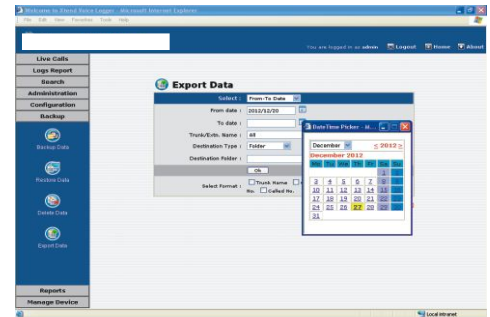 Welcome to Xtend Voice Logger - Microsoft Internet Explorer
File Edit View Favorites Tools Help
You are logged in as admin Logout Home About
Live Calls
Logs Report
Search
Administration
Configuration
Backup
Backup Data
Restore Data
Delete Data
Export Data
Reports
Manage Device
Export Data
Select : From-To Date
From date : 2012/12/20
To date :
Trunk/Extn. Name : All
Destination Type : Folder
Destination Folder :
Ok
Select Format : Trunk Name
No. Called No.
DateTime Picker - M...
December < 2012 >
December 2012
Mo Tu We Th Fr Sa Su
1 2
3 4 5 6 7 8 9
10 11 12 13 14 15 16
17 18 19 20 21 22 23
24 25 26 27 28 29 30
31
Local intranet